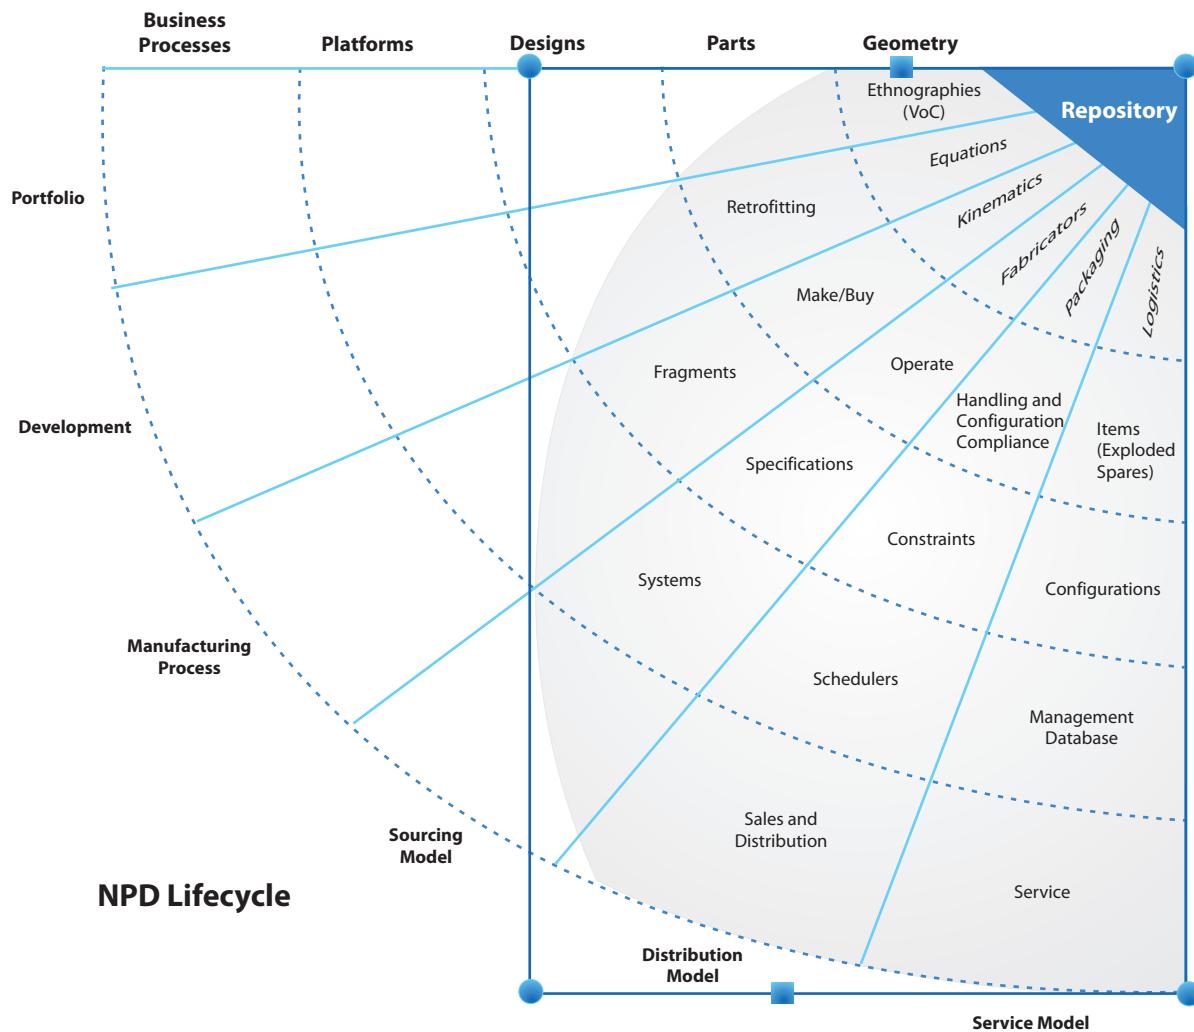 Business
Processes
Platforms
Designs
Parts
Geometry
Repository
Ethnographies
(VoC)
Equations
Kinematics
Fabricators
Packaging
Logistics
Portfolio
Retrofitting
Make/Buy
Operate
Handling and
Configuration
Compliance
Items
(Exploded
Spares)
Development
Fragments
Specifications
Constraints
Configurations
Manufacturing
Process
Systems
Schedulers
Management
Database
Sourcing
Model
Sales and
Distribution
Service
NPD Lifecycle
Distribution
Model
Service Model